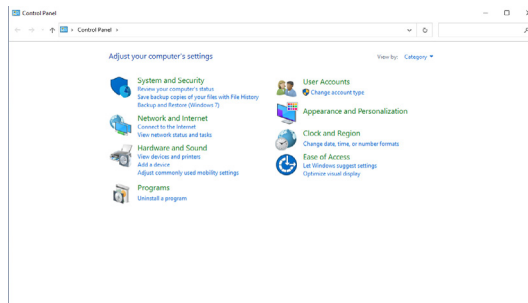 Control Panel
Control Panel
Adjust your computer's settings
View by: Category
System and Security
Review your computer's status
Save backup copies of your files with File History
Backup and Restore (Windows 7)
Network and Internet
Connect to the Internet
View network status and tasks
Hardware and Sound
View devices and printers
Add a device
Adjust commonly used mobility settings
Programs
Uninstall a program
User Accounts
Change account type
Appearance and Personalization
Clock and Region
Change date, time, or number formats
Ease of Access
Let Windows suggest settings
Optimize visual display